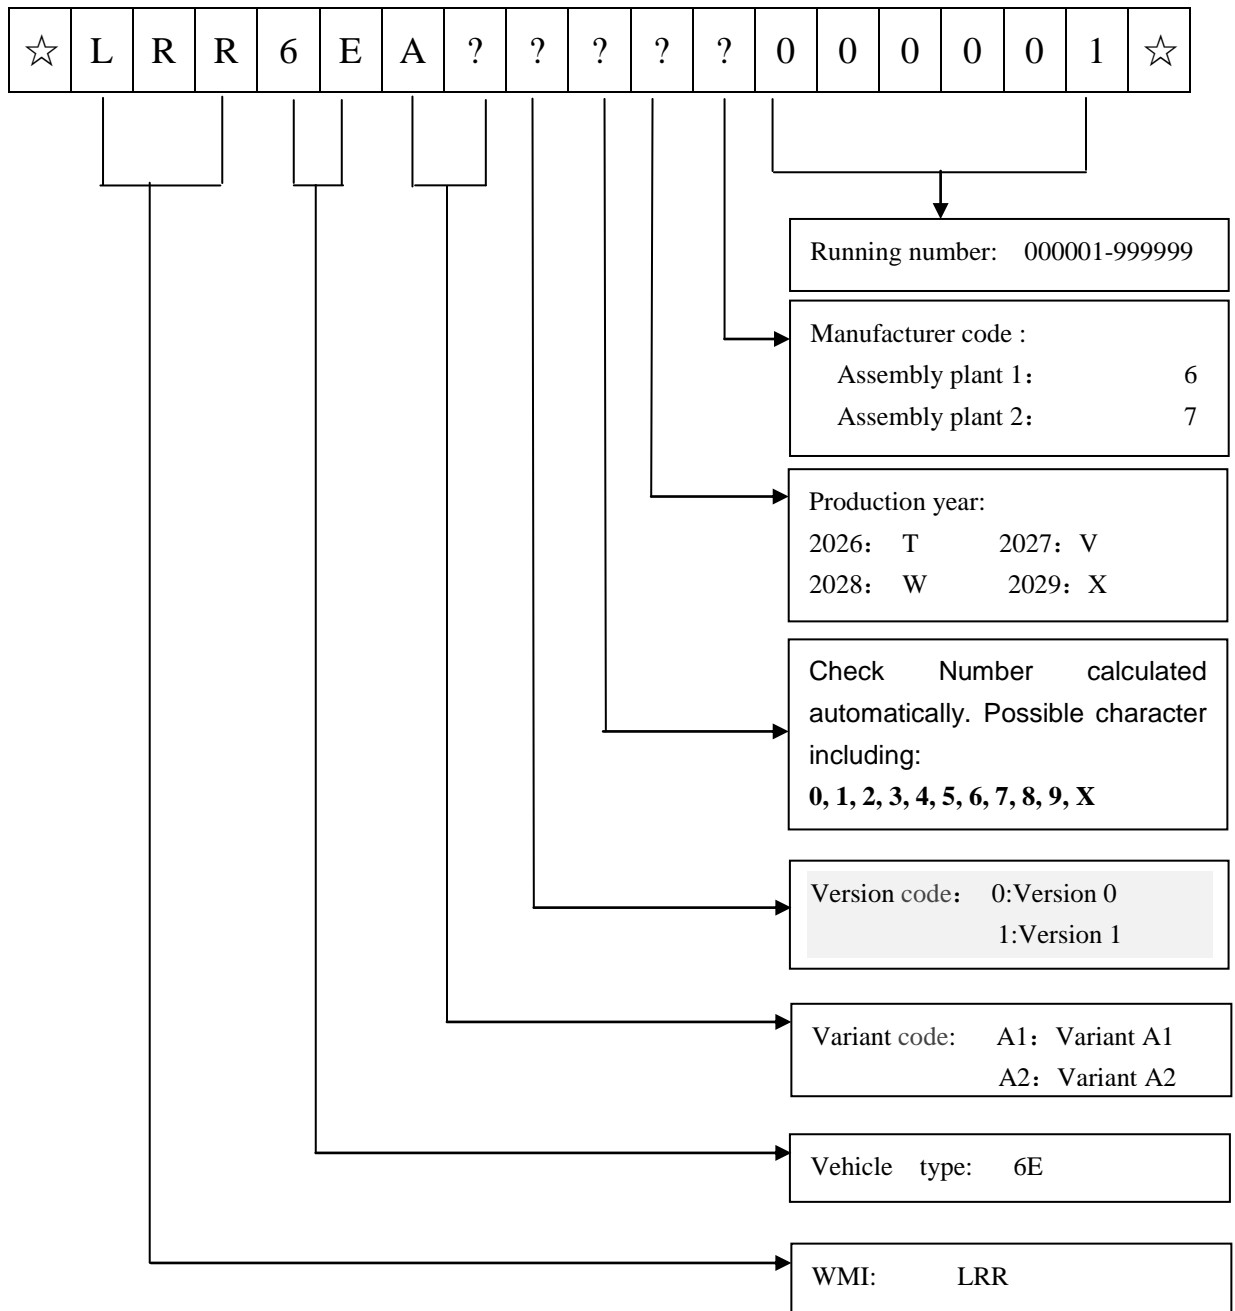 ☆ L R R 6 E A ? ? ? ? ? 0 0 0 0 0 1 ☆
Running number: 000001-999999
Manufacturer code :
Assembly plant 1： 6
Assembly plant 2： 7
Production year:
2026： T 2027：V
2028： W 2029：X
Check Number calculated
automatically. Possible character
including:
0, 1, 2, 3, 4, 5, 6, 7, 8, 9, X
Version code： 0:Version 0
1:Version 1
Variant code: A1：Variant A1
A2：Variant A2
Vehicle type: 6E
WMI: LRR